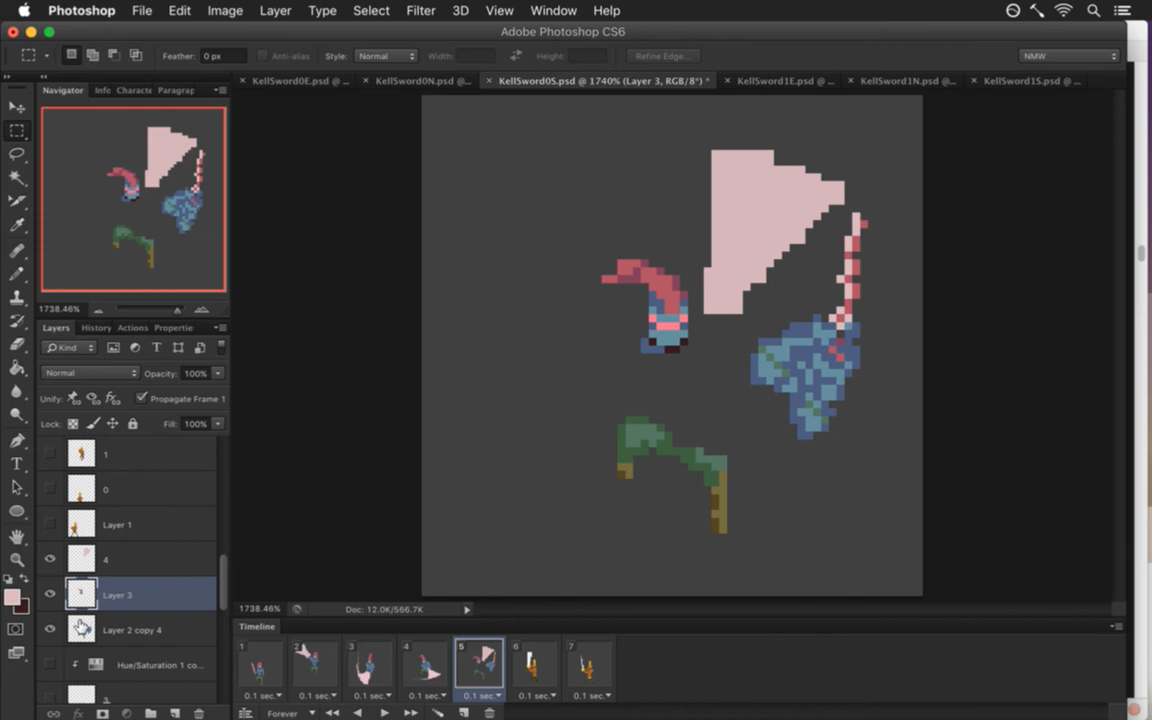 Photoshop File Edit Image Layer Type Select Filter 3D View Window Help
Adobe Photoshop CS6
Feather: 0 px Anti-alias Style: Normal Width: Height: Refine Edge... NMW
Navigator Info Characte Paragrap
KellSword0E.psd @ ... KellSword0N.psd @... KellSword0S.psd @ 1740% (Layer 3, RGB/8*) * KellSword1E.psd @ ... KellSword1N.psd @... KellSword1S.psd @ ...
1738.46%
Layers History Actions Propertie
Kind
Normal Opacity: 100%
Unify: Propagate Frame 1
Lock: Fill: 100%
1
0
Layer 1
4
Layer 3
Layer 2 copy 4
Hue/Saturation 1 co...
3
1738.46% Doc: 12.0K/566.7K
Timeline
1 2 3 4 5 6 7
0.1 sec. 0.1 sec. 0.1 sec. 0.1 sec. 0.1 sec. 0.1 sec. 0.1 sec.
Forever
fx